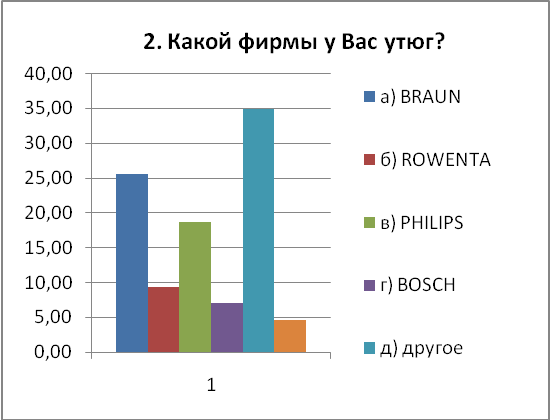 2. Какой фирмы у Вас утюг?
40,00
35,00
30,00
25,00
20,00
15,00
10,00
5,00
0,00
1
а) BRAUN
б) ROWENTA
в) PHILIPS
г) BOSCH
д) другое